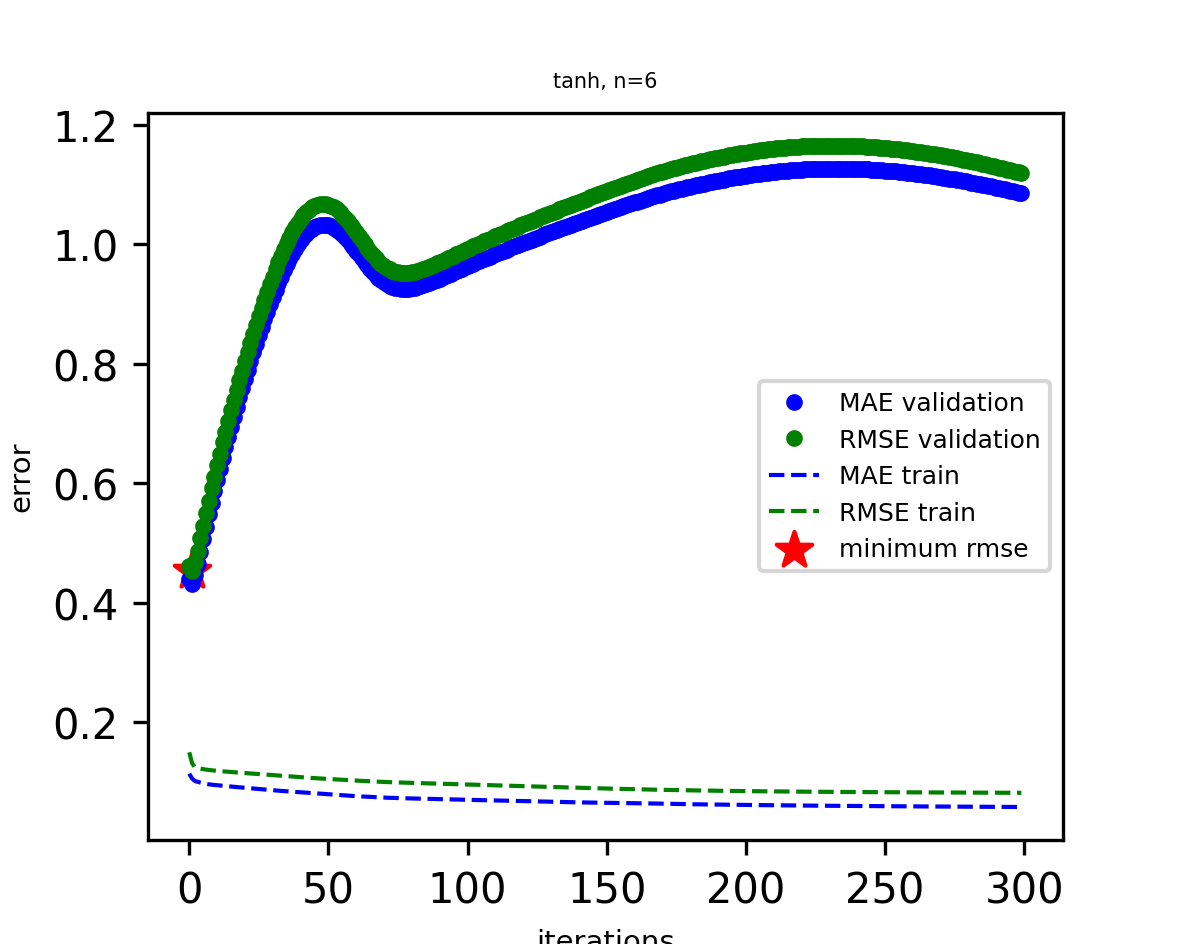 tanh, n=6
1.2
1.0
0.8
0.6
0.4
0.2
error
MAE validation
RMSE validation
MAE train
RMSE train
minimum rmse
0 50 100 150 200 250 300
iterations